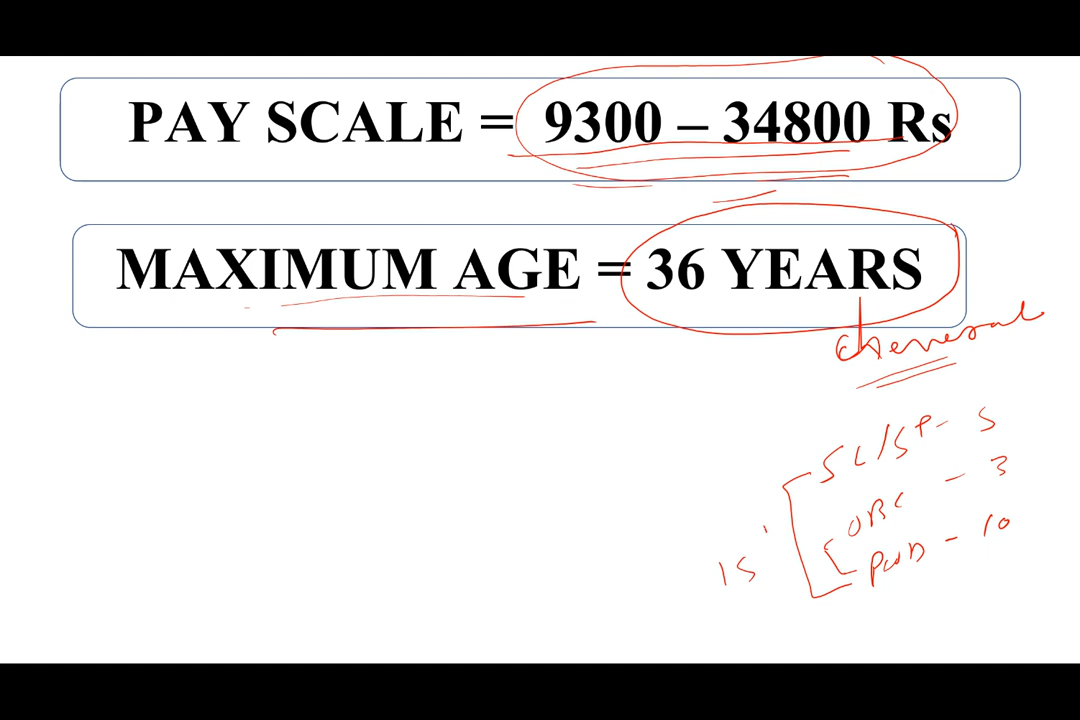 PAY SCALE = 9300 – 34800 Rs
MAXIMUM AGE = 36 YEARS
General
SC/ST - 5
OBC - 3
PWD - 10
15